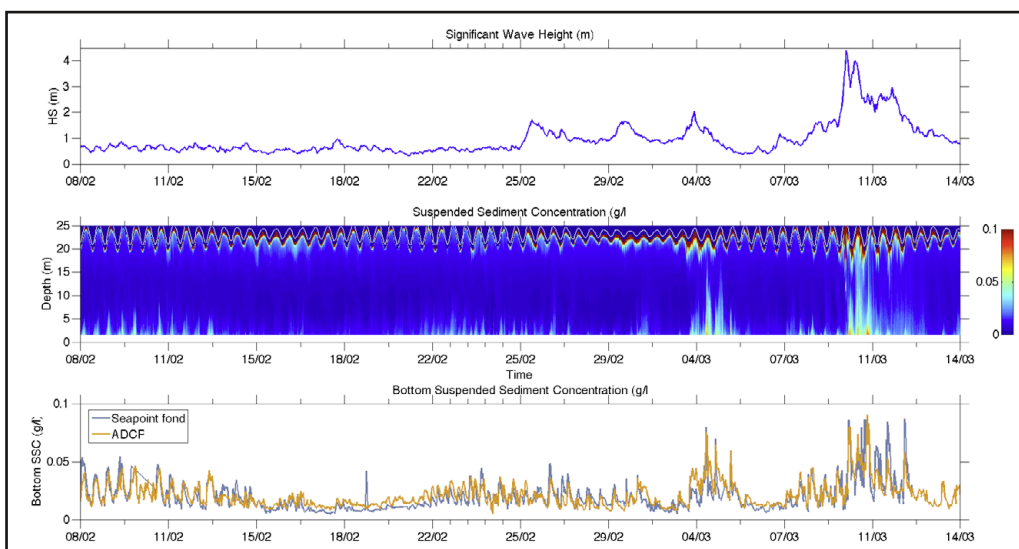 Significant Wave Height (m)
HS (m)
4
3
2
1
0
08/02 11/02 15/02 18/02 22/02 25/02 29/02 04/03 07/03 11/03 14/03
Suspended Sediment Concentration (g/l
Depth (m)
25
20
15
10
5
0
0.1
0.05
0
08/02 11/02 15/02 18/02 22/02 25/02 29/02 04/03 07/03 11/03 14/03
Time
Bottom Suspended Sediment Concentration (g/l
Bottom SSC (g/l)
0.1
0.05
0
Seapoint fond
ADCP
08/02 11/02 15/02 18/02 22/02 25/02 29/02 04/03 07/03 11/03 14/03